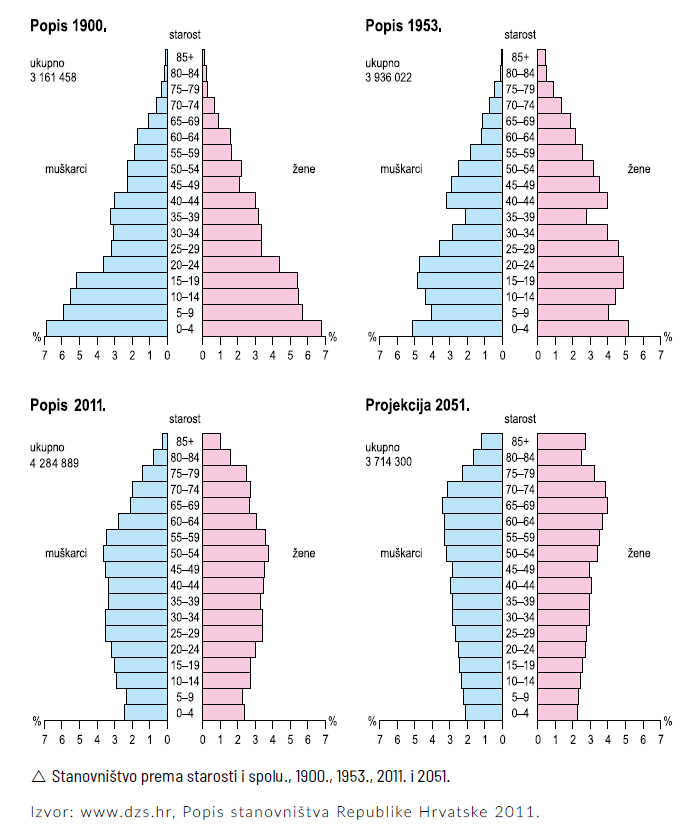 Popis 1900.
starost
ukupno
3 161 458
muškarci
žene
85+
80–84
75–79
70–74
65–69
60–64
55–59
50–54
45–49
40–44
35–39
30–34
25–29
20–24
15–19
10–14
5–9
0–4
% 7 6 5 4 3 2 1 0 0 1 2 3 4 5 6 7 %
Popis 1953.
starost
ukupno
3 936 022
muškarci
žene
85+
80–84
75–79
70–74
65–69
60–64
55–59
50–54
45–49
40–44
35–39
30–34
25–29
20–24
15–19
10–14
5–9
0–4
% 7 6 5 4 3 2 1 0 0 1 2 3 4 5 6 7 %
Popis 2011.
starost
ukupno
4 284 889
muškarci
žene
85+
80–84
75–79
70–74
65–69
60–64
55–59
50–54
45–49
40–44
35–39
30–34
25–29
20–24
15–19
10–14
5–9
0–4
% 7 6 5 4 3 2 1 0 0 1 2 3 4 5 6 7 %
Projekcija 2051.
starost
ukupno
3 714 300
muškarci
žene
85+
80–84
75–79
70–74
65–69
60–64
55–59
50–54
45–49
40–44
35–39
30–34
25–29
20–24
15–19
10–14
5–9
0–4
% 7 6 5 4 3 2 1 0 0 1 2 3 4 5 6 7 %
△ Stanovništvo prema starosti i spolu., 1900., 1953., 2011. i 2051.
Izvor: www.dzs.hr, Popis stanovništva Republike Hrvatske 2011.